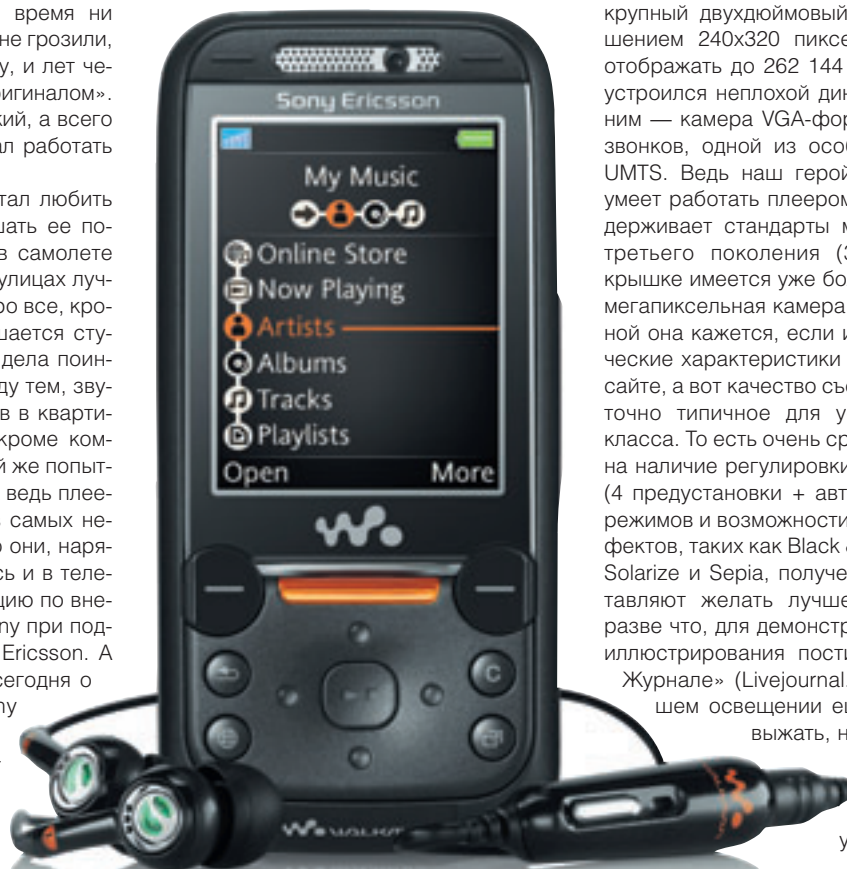 время ни
не грозили,
у, и лет че-
ригиналом».
кий, а всего
ал работать
тал любить
шать ее по-
в самолете
улицах луч-
ро все, кро-
шается сту-
дела поин-
ду тем, зву-
в в кварти-
кроме ком-
й же попыт-
ведь плее-
самых не-
о они, наря-
сь и в теле-
цию по вне-
ny при под-
Ericsson. А
сегодня о
ny
Sony Ericsson
My Music
Online Store
Now Playing
Artists
Albums
Tracks
Playlists
Open More
C
крупный двухдюймовый
шением 240x320 пиксе
отображать до 262 144
устроился неплохой дин
ним — камера VGA-фор
звонков, одной из особ
UMTS. Ведь наш герой
умеет работать плеером
держивает стандарты м
третьего поколения (3
крышке имеется уже бо
мегапиксельная камера
ной она кажется, если и
ческие характеристики
сайте, а вот качество съе
точно типичное для у
класса. То есть очень ср
на наличие регулировки
(4 предустановки + авт
режимов и возможности
фектов, таких как Black &
Solarize и Sepia, получе
тавляют желать лучше
разве что, для демонстр
иллюстрирования пости
Журнале» (Livejournal.
шем освещении е
выжать, н
у